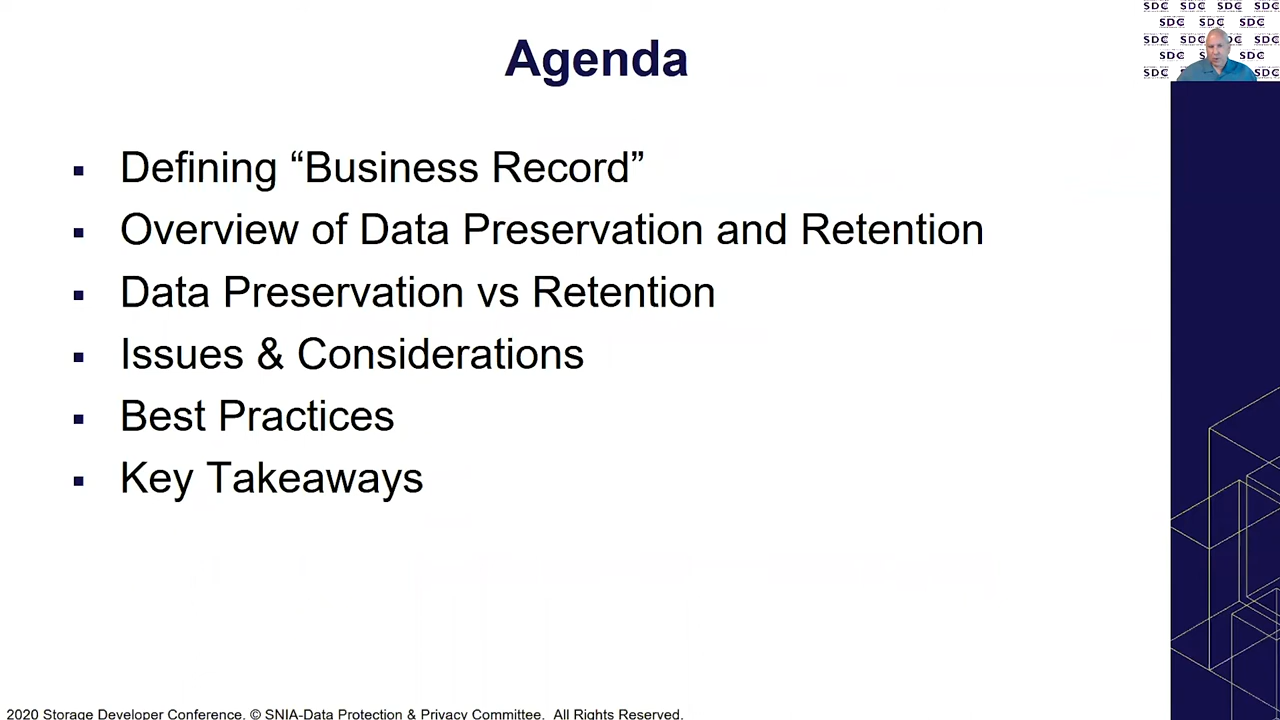 Agenda
SDC SDC SDC SDC
SDC SDC SDC
SDC SDC SDC
SDC SDC
SDC SDC
▪ Defining “Business Record”
▪ Overview of Data Preservation and Retention
▪ Data Preservation vs Retention
▪ Issues & Considerations
▪ Best Practices
▪ Key Takeaways
2020 Storage Developer Conference. © SNIA-Data Protection & Privacy Committee. All Rights Reserved.